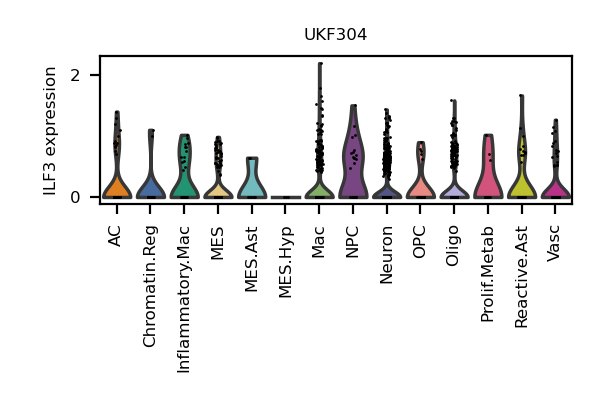 UKF304
ILF3 expression
2
0
AC
Chromatin.Reg
Inflammatory.Mac
MES
MES.Ast
MES.Hyp
Mac
NPC
Neuron
OPC
Oligo
Prolif.Metab
Reactive.Ast
Vasc